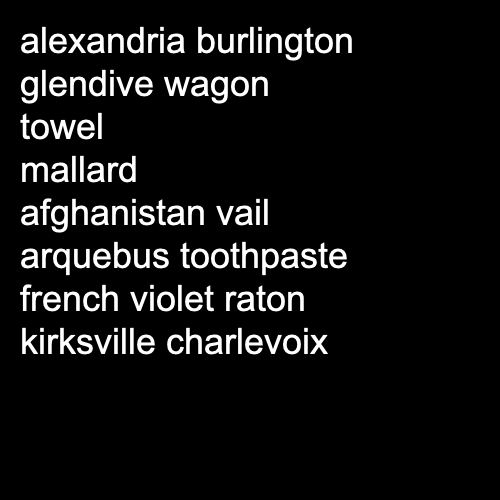 alexandria burlington
glendive wagon
towel
mallard
afghanistan vail
arquebus toothpaste
french violet raton
kirksville charlevoix